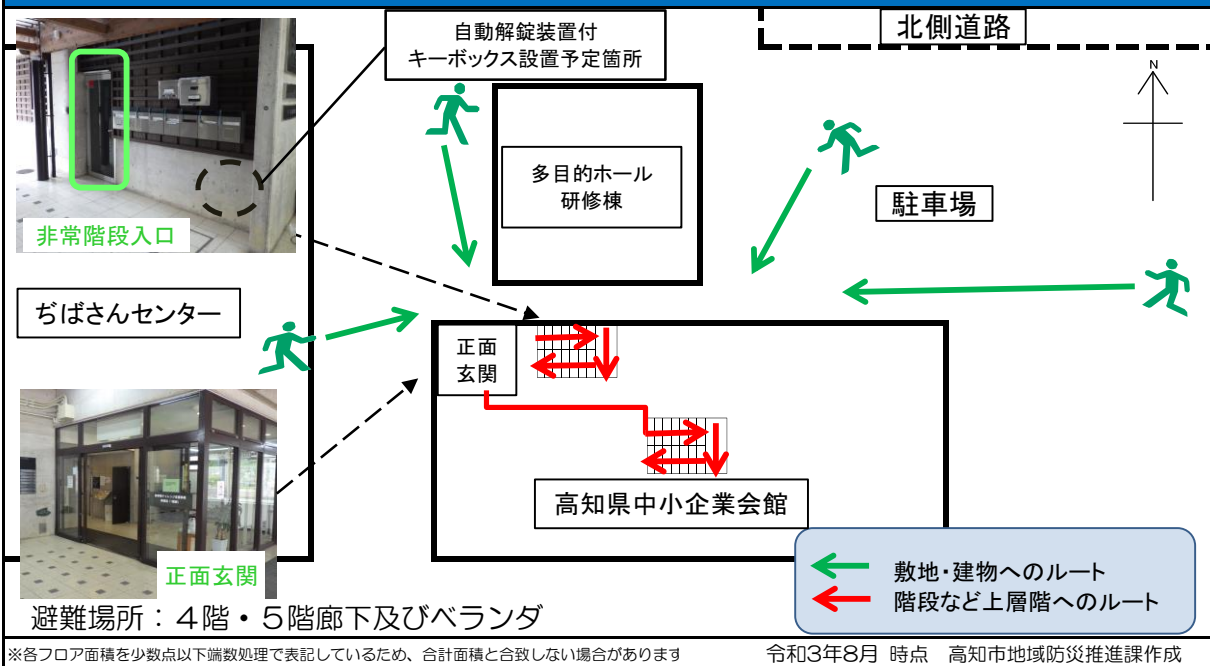 自動解錠装置付
キーボックス設置予定箇所
北側道路
N
多目的ホール
研修棟
駐車場
非常階段入口
ぢばさんセンター
正面
玄関
高知県中小企業会館
正面玄関
敷地・建物へのルート
階段など上層階へのルート
避難場所：４階・５階廊下及びベランダ
※各フロア面積を少数点以下端数処理で表記しているため、合計面積と合致しない場合があります
令和3年8月 時点 高知市地域防災推進課作成